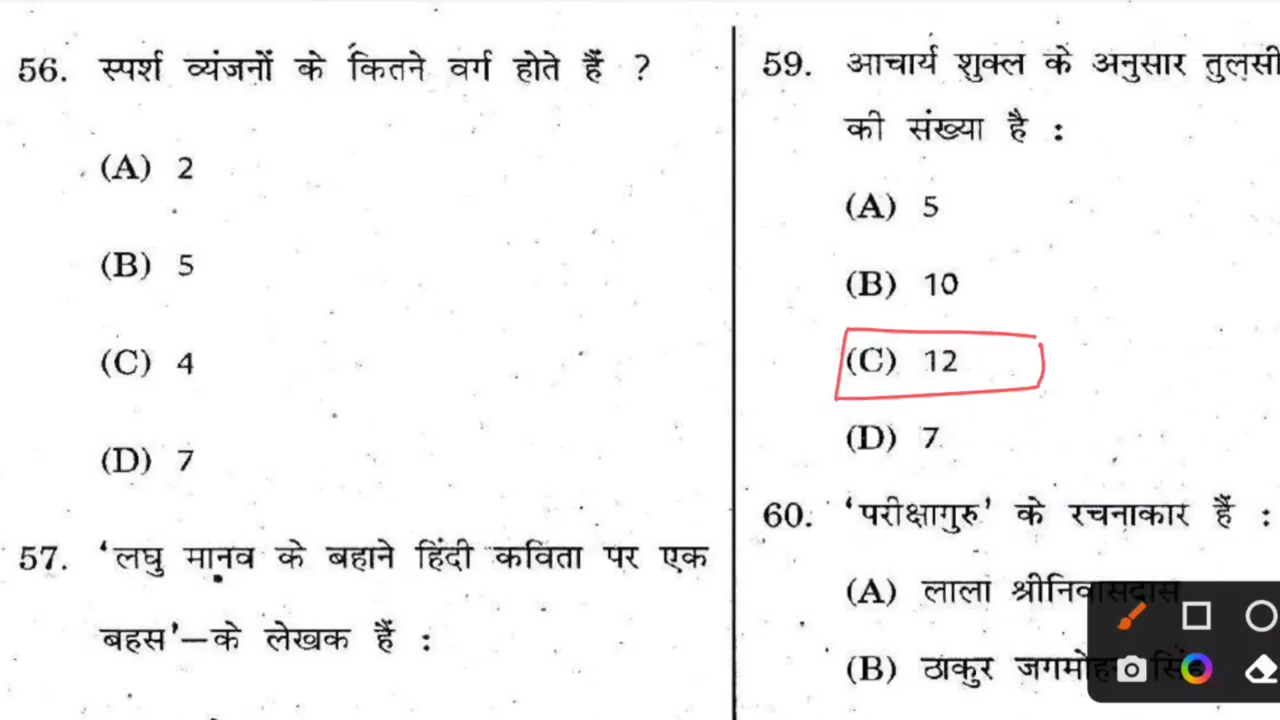 56. स्पर्श व्यंजनों के कितने वर्ग होते हैं ?
(A) 2
(B) 5
(C) 4
(D) 7
57. ‘लघु मानव के बहाने हिंदी कविता पर एक
बहस’–के लेखक हैं :
59. आचार्य शुक्ल के अनुसार तुलसी
की संख्या है :
(A) 5
(B) 10
(C) 12
(D) 7
60. ‘परीक्षागुरु’ के रचनाकार हैं :
(A) लाला श्रीनिवासदास
(B) ठाकुर जगमोहन सिंह